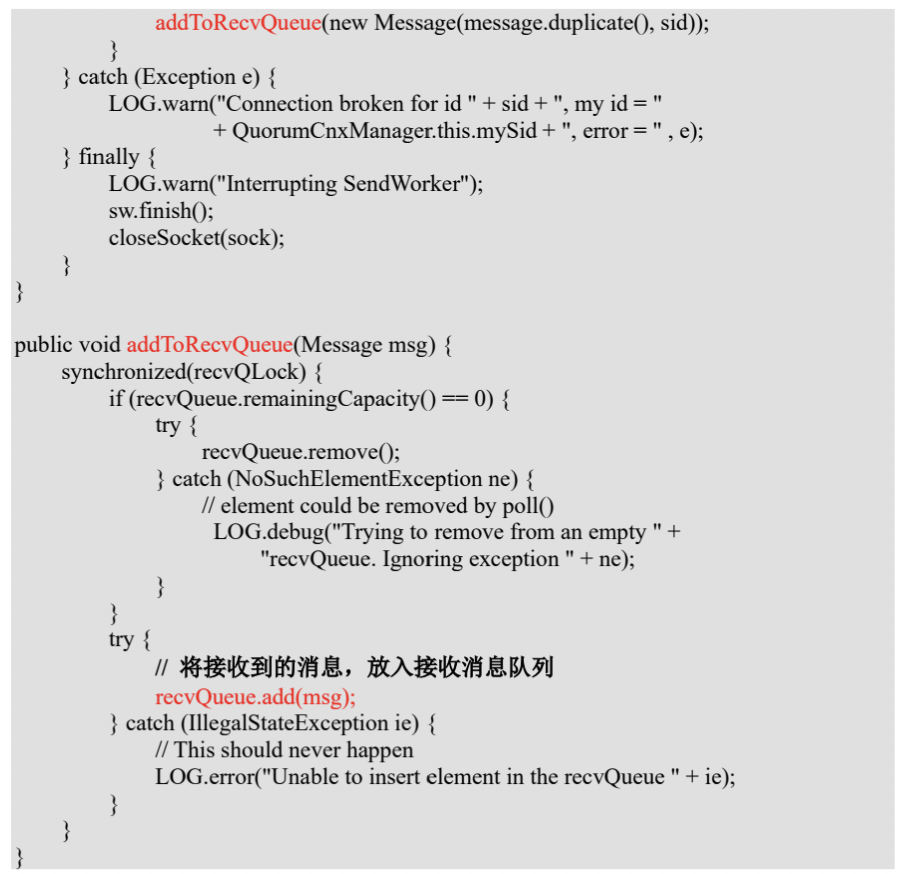 addToRecvQueue(new Message(message.duplicate(), sid));
}
} catch (Exception e) {
LOG.warn("Connection broken for id " + sid + ", my id = "
+ QuorumCnxManager.this.mySid + ", error = " , e);
} finally {
LOG.warn("Interrupting SendWorker");
sw.finish();
closeSocket(sock);
}
}
public void addToRecvQueue(Message msg) {
synchronized(recvQLock) {
if (recvQueue.remainingCapacity() == 0) {
try {
recvQueue.remove();
} catch (NoSuchElementException ne) {
// element could be removed by poll()
LOG.debug("Trying to remove from an empty " +
"recvQueue. Ignoring exception " + ne);
}
}
try {
// 将接收到的消息，放入接收消息队列
recvQueue.add(msg);
} catch (IllegalStateException ie) {
// This should never happen
LOG.error("Unable to insert element in the recvQueue " + ie);
}
}
}